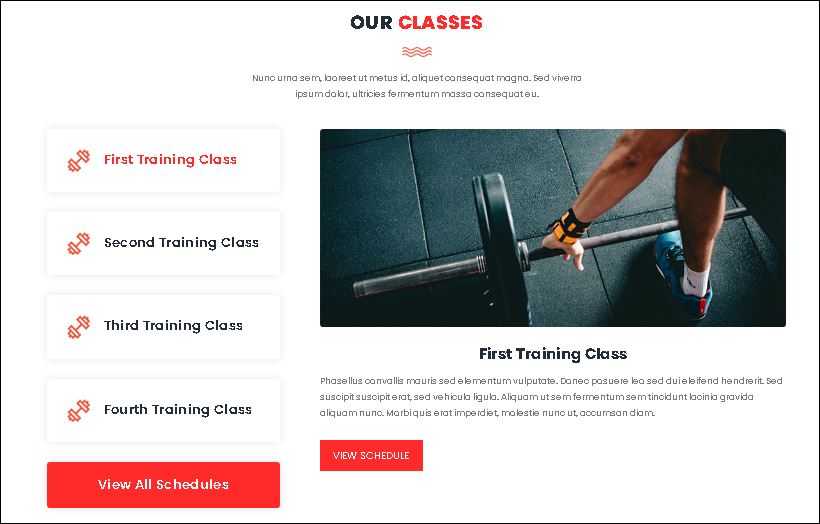 OUR CLASSES
Nunc urna sem, laoreet ut metus id, aliquet consequat magna. Sed viverra
ipsum dolor, ultricies fermentum massa consequat eu.
First Training Class
Second Training Class
Third Training Class
Fourth Training Class
View All Schedules
First Training Class
Phasellus convallis mauris sed elementum vulputate. Donec posuere leo sed dui eleifend hendrerit. Sed
suscipit suscipit erat, sed vehicula ligula. Aliquam ut sem fermentum sem tincidunt lacinia gravida
aliquam nunc. Morbi quis erat imperdiet, molestie nunc ut, accumsan diam.
VIEW SCHEDULE